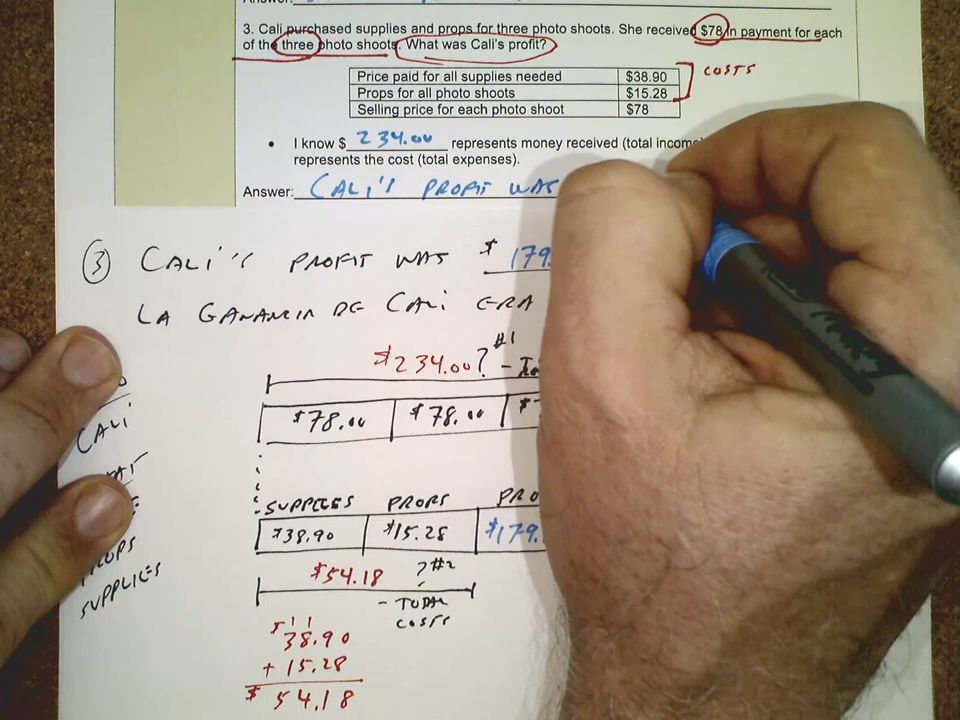 3. Cali purchased supplies and props for three photo shoots. She received $78 in payment for each
of the three photo shoots. What was Cali's profit?
COSTS
Price paid for all supplies needed $38.90
Props for all photo shoots $15.28
Selling price for each photo shoot $78
• I know $ 234.00 represents money received (total income
represents the cost (total expenses).
Answer: CALI'S PROFIT WAS
3 CALI'S PROFIT WAS $179.
LA GANANCIA DE CALI ERA
#1
$234.00?
$78.00 $78.00
CALI
SUPPLIES PROPS PRO
$38.90 $15.28 $179.
PROPS
SUPPLIES
$54.18 ? #2
- TOTAL
COSTS
11
$38.90
+ 15.28
$ 54.18